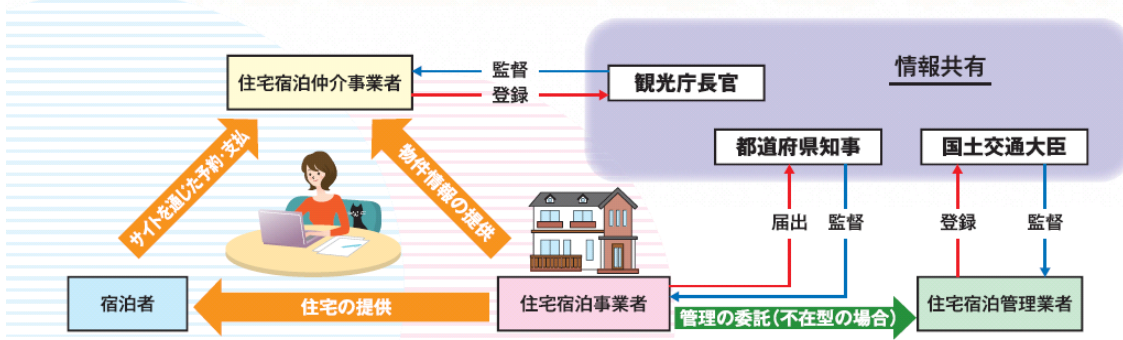 情報共有
住宅宿泊仲介事業者
監督
登録
観光庁長官
都道府県知事
国土交通大臣
サイトを通じた予約・支払
物件情報の提供
届出
監督
登録
監督
宿泊者
住宅の提供
住宅宿泊事業者
管理の委託(不在型の場合)
住宅宿泊管理業者